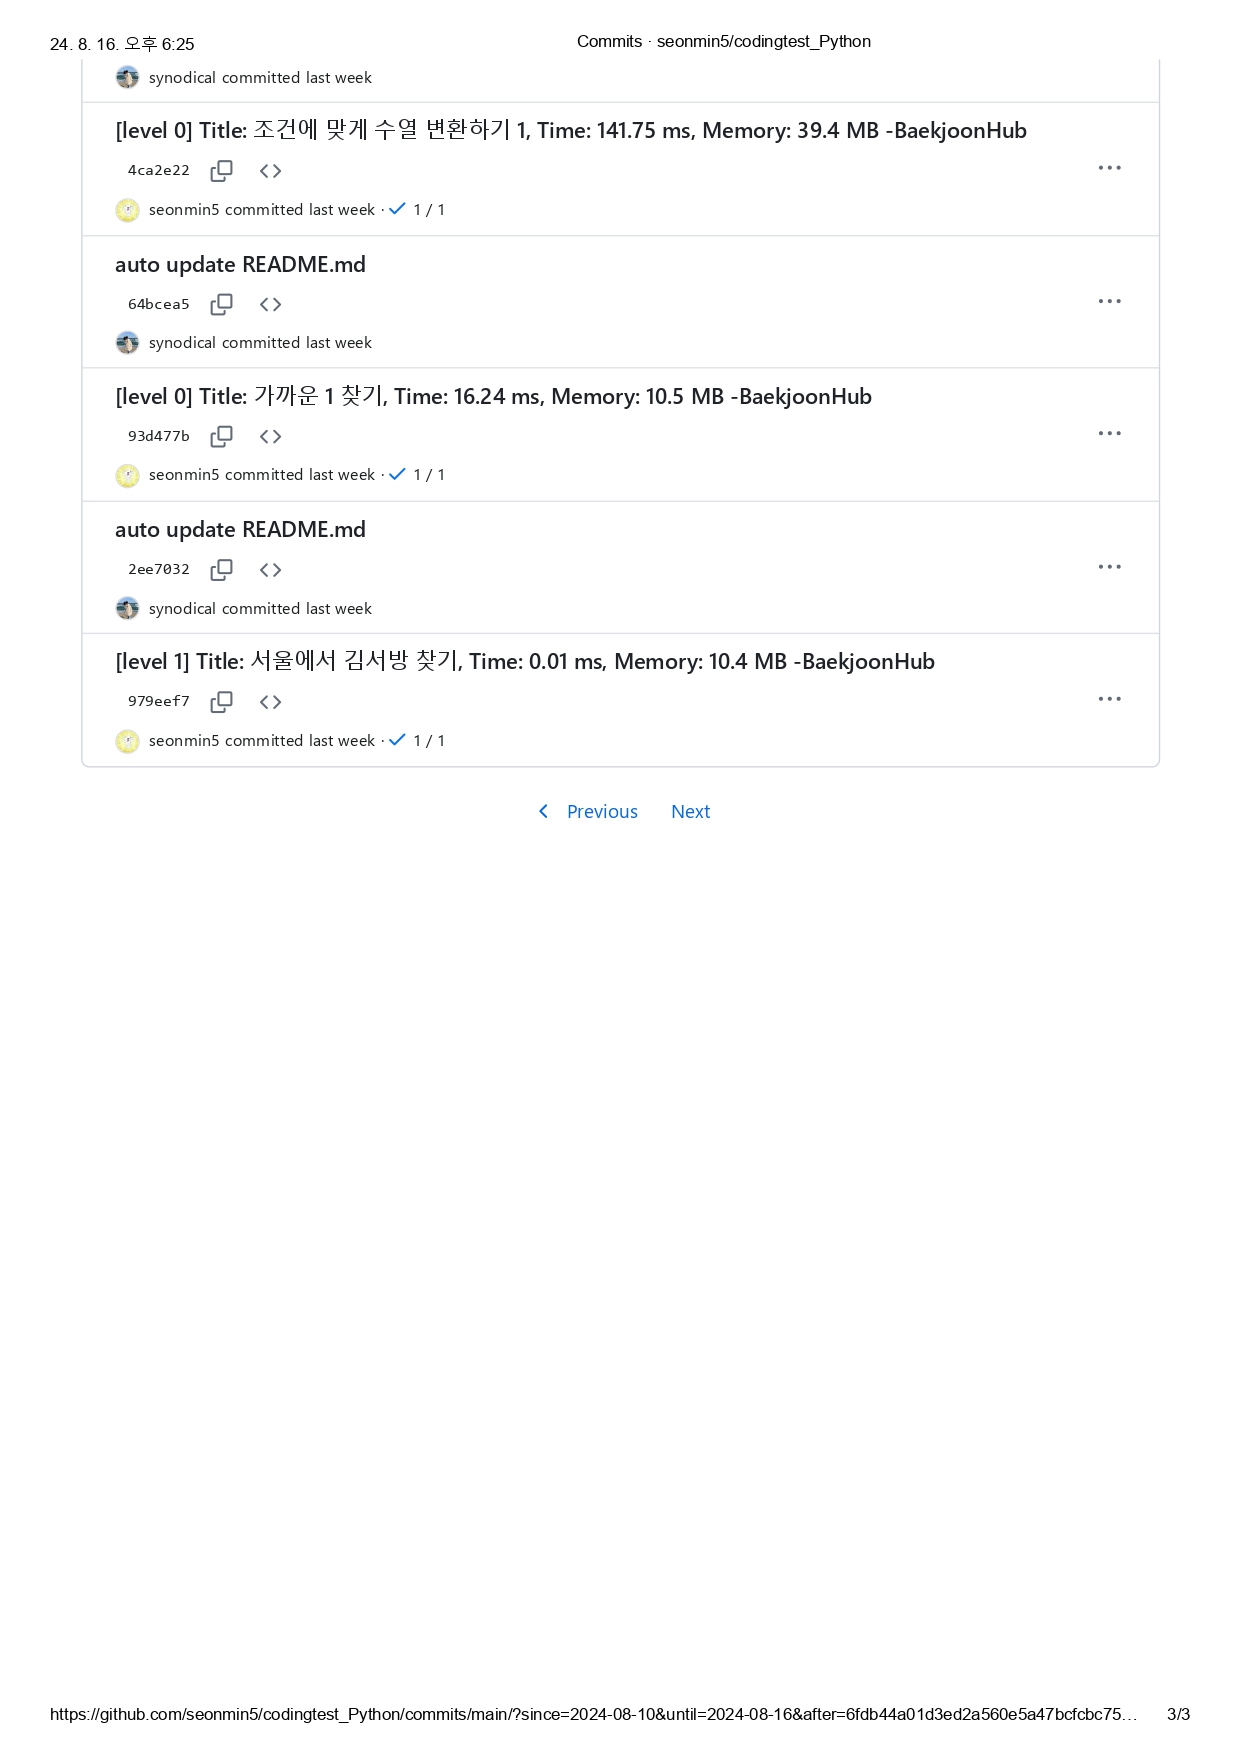 24. 8. 16. 오후 6:25
Commits · seonmin5/codingtest_Python
synodical committed last week
[level 0] Title: 조건에 맞게 수열 변환하기 1, Time: 141.75 ms, Memory: 39.4 MB -BaekjoonHub
4ca2e22
seonmin5 committed last week · 1 / 1
auto update README.md
64bcea5
synodical committed last week
[level 0] Title: 가까운 1 찾기, Time: 16.24 ms, Memory: 10.5 MB -BaekjoonHub
93d477b
seonmin5 committed last week · 1 / 1
auto update README.md
2ee7032
synodical committed last week
[level 1] Title: 서울에서 김서방 찾기, Time: 0.01 ms, Memory: 10.4 MB -BaekjoonHub
979eef7
seonmin5 committed last week · 1 / 1
Previous Next
https://github.com/seonmin5/codingtest_Python/commits/main/?since=2024-08-10&until=2024-08-16&after=6fdb44a01d3ed2a560e5a47bcfcbc75… 3/3